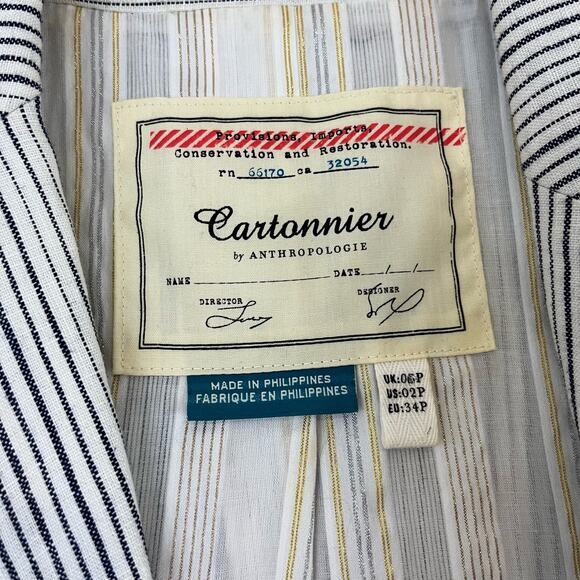 Provisions, Imports,
Conservation and Restoration.
rn 66170 ca 32054
Cartonnier
by ANTHROPOLOGIE
NAME DATE / /
DIRECTOR DESIGNER
MADE IN PHILIPPINES
FABRIQUE EN PHILIPPINES
UK:06P
US:02P
EU:34P